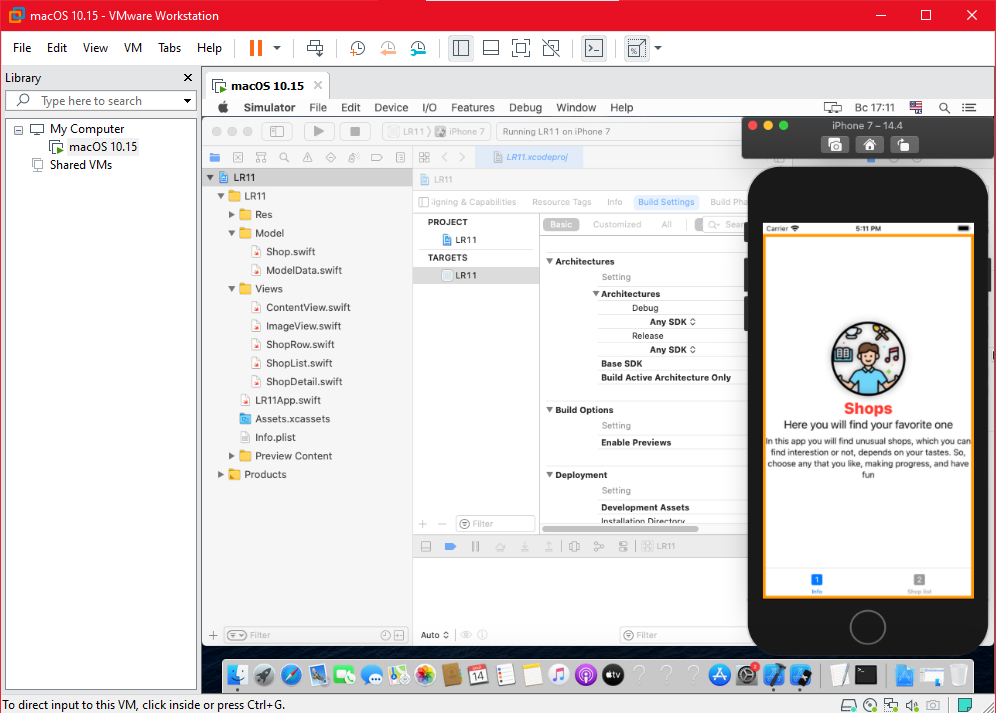 macOS 10.15 - VMware Workstation
File Edit View VM Tabs Help
Library
Type here to search
My Computer
macOS 10.15
Shared VMs
macOS 10.15
Simulator File Edit Device I/O Features Debug Window Help
Вс 17:11
LR11 iPhone 7
Running LR11 on iPhone 7
LR11.xcodeproj
LR11
LR11
Res
Model
Shop.swift
ModelData.swift
Views
ContentView.swift
ImageView.swift
ShopRow.swift
ShopList.swift
ShopDetail.swift
LR11App.swift
Assets.xcassets
Info.plist
Preview Content
Products
Filter
LR11
igning & Capabilities Resource Tags Info Build Settings Build Pha
PROJECT
LR11
TARGETS
LR11
Filter
Basic Customized All Sear
Architectures
Setting
Architectures
Debug
Any SDK
Release
Any SDK
Base SDK
Build Active Architecture Only
Build Options
Setting
Enable Previews
Deployment
Setting
Development Assets
Installation Directory
LR11
Auto
Filter
iPhone 7 – 14.4
Carrier 5:11 PM
Shops
Here you will find your favorite one
In this app you will find unusual shops, which you can
find interestion or not, depends on your tastes. So,
choose any that you like, making progress, and have
fun
1 2
Info Shop list
14
tv
To direct input to this VM, click inside or press Ctrl+G.